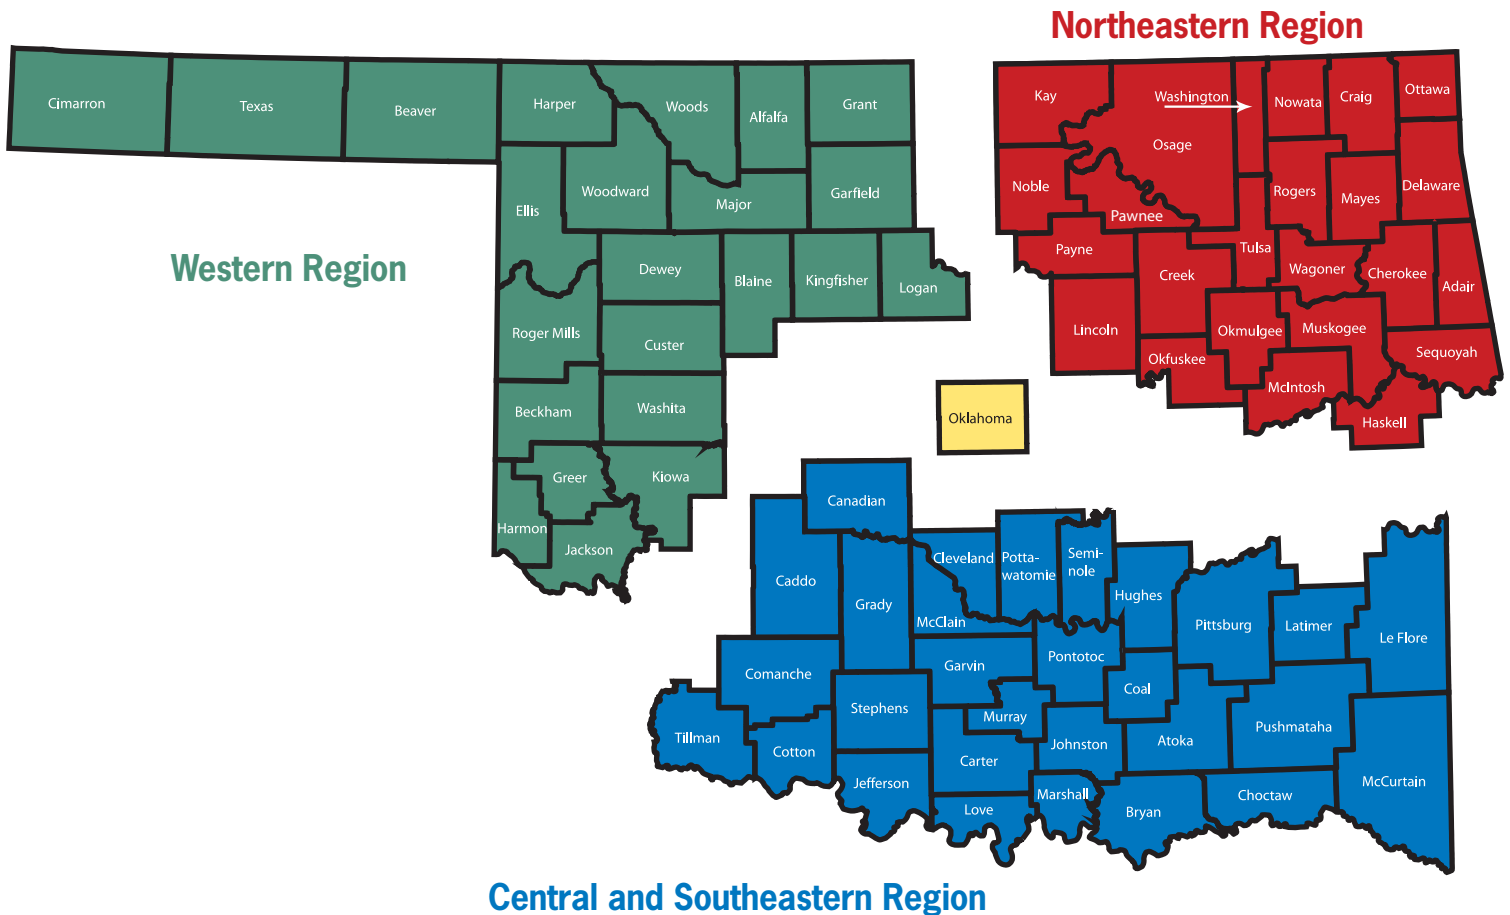 Northeastern Region
Cimarron
Texas
Beaver
Harper
Woods
Alfalfa
Grant
Woodward
Ellis
Major
Garfield
Western Region
Dewey
Blaine
Kingfisher
Logan
Roger Mills
Custer
Beckham
Washita
Greer
Kiowa
Harmon
Jackson
Kay
Washington
Nowata
Craig
Ottawa
Osage
Noble
Rogers
Mayes
Delaware
Pawnee
Payne
Creek
Tulsa
Wagoner
Cherokee
Adair
Lincoln
Okmulgee
Muskogee
Okfuskee
Sequoyah
McIntosh
Haskell
Oklahoma
Canadian
Caddo
Grady
Cleveland
Potta-
watomie
Semi-
nole
Hughes
McClain
Pittsburg
Latimer
Le Flore
Comanche
Garvin
Pontotoc
Coal
Stephens
Murray
Tillman
Cotton
Carter
Johnston
Atoka
Pushmataha
Jefferson
Love
Marshall
Bryan
Choctaw
McCurtain
Central and Southeastern Region